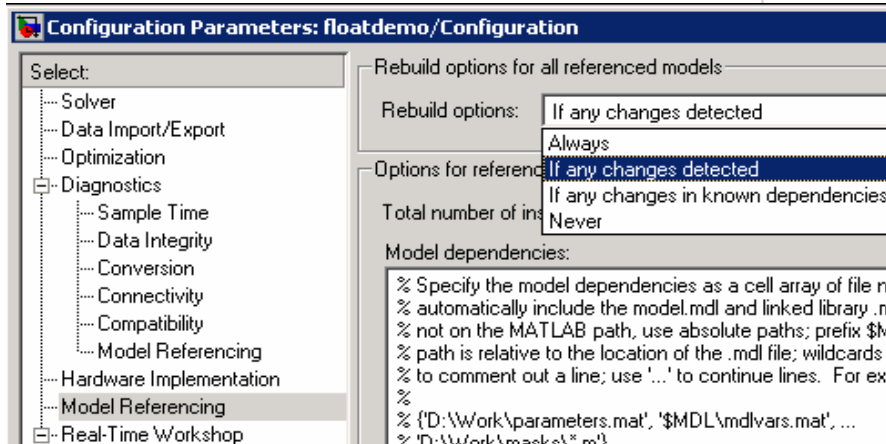 Configuration Parameters: floatdemo/Configuration
Select:
Solver
Data Import/Export
Optimization
Diagnostics
Sample Time
Data Integrity
Conversion
Connectivity
Compatibility
Model Referencing
Hardware Implementation
Model Referencing
Real-Time Workshop
Rebuild options for all referenced models
Rebuild options: If any changes detected
Always
If any changes detected
If any changes in known dependencies
Never
Options for referenc
Total number of ins
Model dependencies:
% Specify the model dependencies as a cell array of file n
% automatically include the model.mdl and linked library .m
% not on the MATLAB path, use absolute paths; prefix $M
% path is relative to the location of the .mdl file; wildcards
% to comment out a line; use '...' to continue lines. For ex
%
% {'D:\Work\parameters.mat', '$MDL\mdlvars.mat', ...
% 'D:\Work\masks\*.m'}